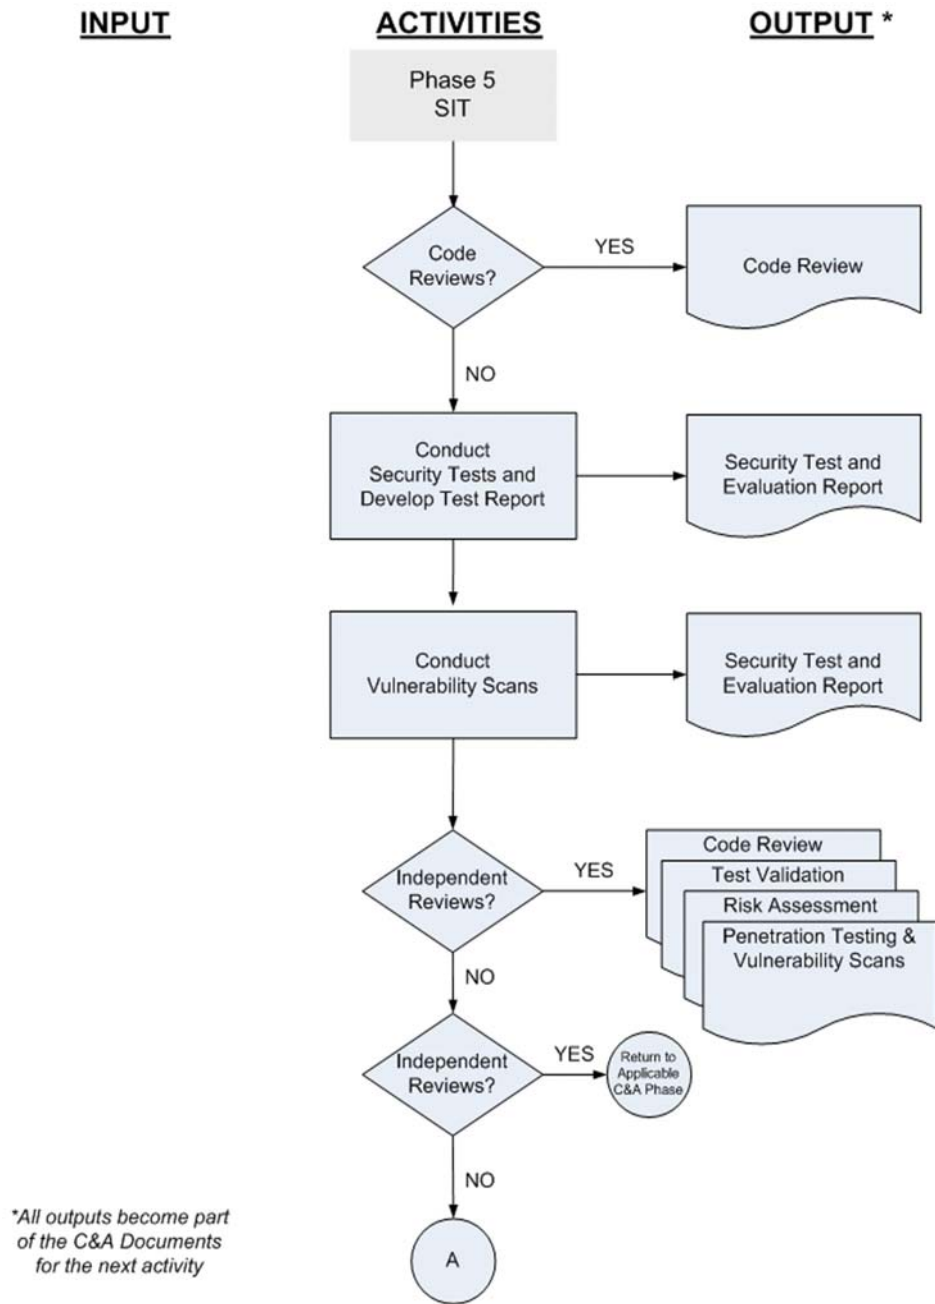 INPUT
ACTIVITIES
OUTPUT *
Phase 5
SIT
Code
Reviews?
YES
Code Review
NO
Conduct
Security Tests and
Develop Test Report
Security Test and
Evaluation Report
Conduct
Vulnerability Scans
Security Test and
Evaluation Report
Independent
Reviews?
YES
Code Review
Test Validation
Risk Assessment
Penetration Testing &
Vulnerability Scans
NO
Independent
Reviews?
YES
Return to
Applicable
C&A Phase
NO
*All outputs become part
of the C&A Documents
for the next activity
A